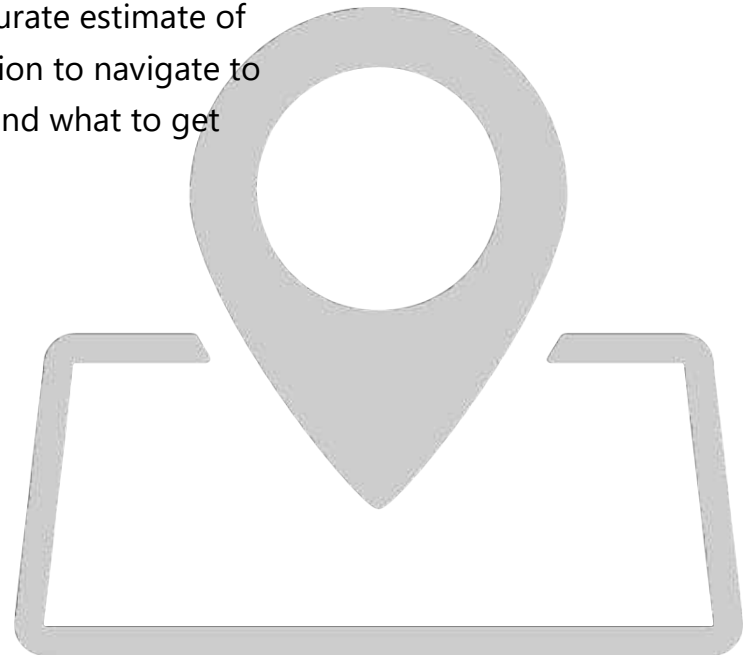 urate estimate of
ion to navigate to
nd what to get